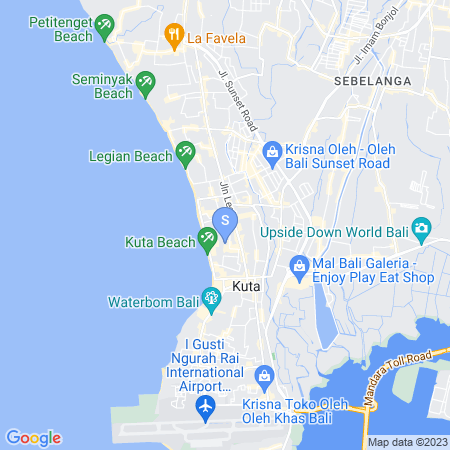 Petitenget
Beach
La Favela
Jl. Imam Bonjol
Jl. Sunset Road
Seminyak
Beach
SEBELANGA
Legian Beach
Krisna Oleh - Oleh
Bali Sunset Road
Jln Le
S
Kuta Beach
Upside Down World Bali
Mal Bali Galeria -
Enjoy Play Eat Shop
Kuta
Waterbom Bali
I Gusti
Ngurah Rai
International
Airport...
Mandara Toll Road
Krisna Toko Oleh
Oleh Khas Bali
Google
Map data ©2023